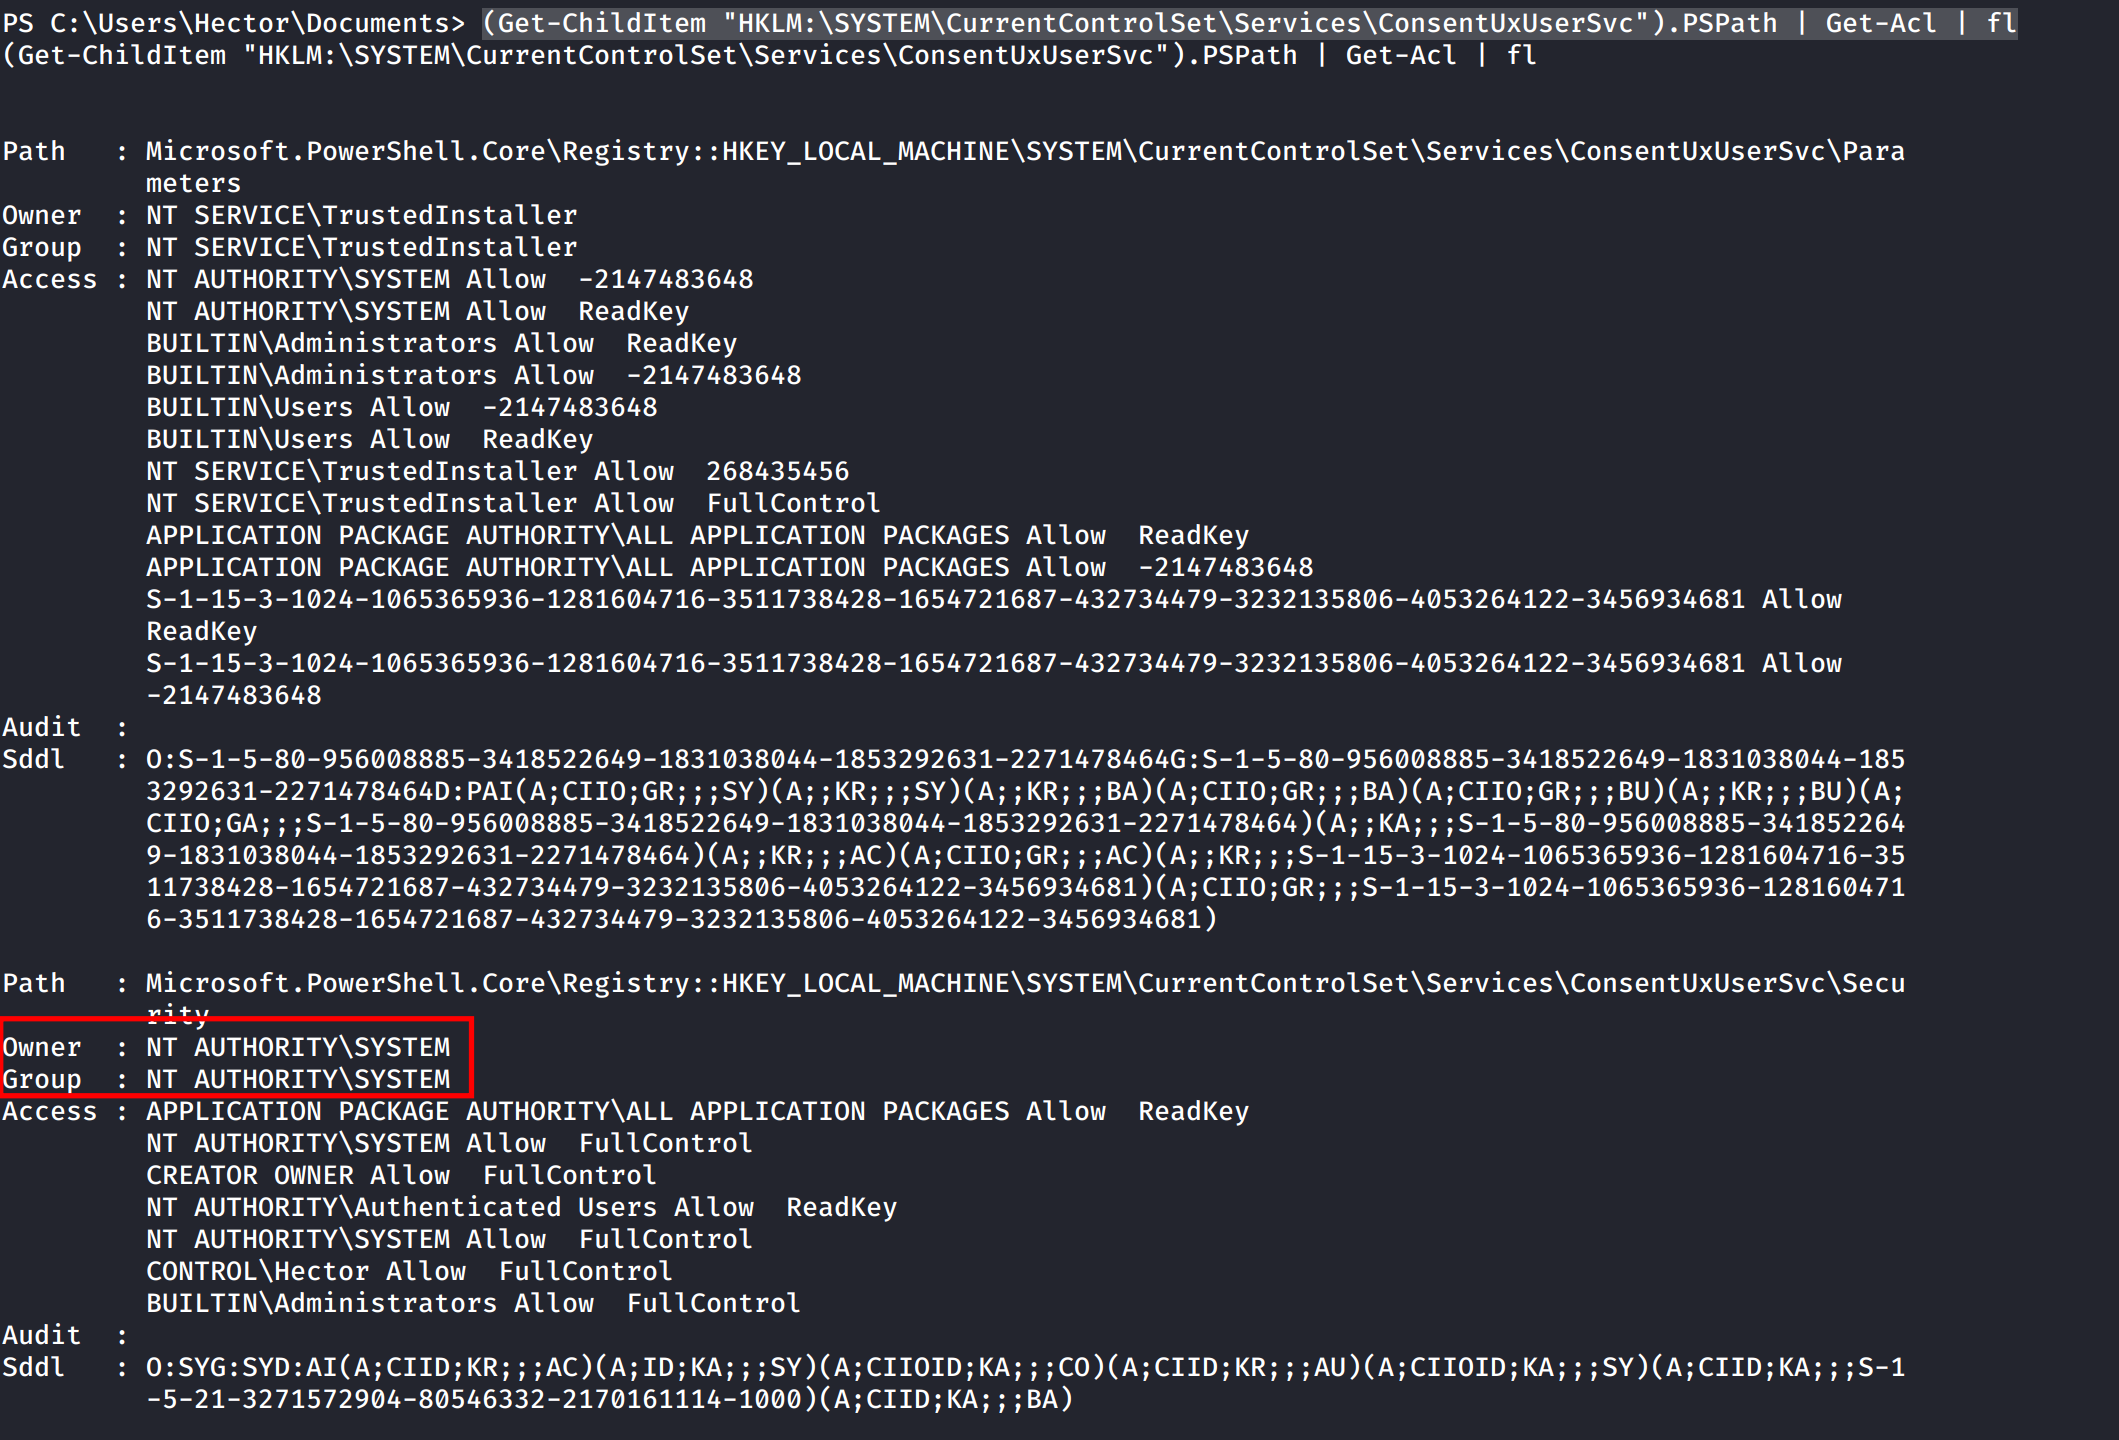 PS C:\Users\Hector\Documents> (Get-ChildItem "HKLM:\SYSTEM\CurrentControlSet\Services\ConsentUxUserSvc").PSPath | Get-Acl | fl
(Get-ChildItem "HKLM:\SYSTEM\CurrentControlSet\Services\ConsentUxUserSvc").PSPath | Get-Acl | fl
Path   : Microsoft.PowerShell.Core\Registry::HKEY_LOCAL_MACHINE\SYSTEM\CurrentControlSet\Services\ConsentUxUserSvc\Para
         meters
Owner  : NT SERVICE\TrustedInstaller
Group  : NT SERVICE\TrustedInstaller
Access : NT AUTHORITY\SYSTEM Allow  -2147483648
         NT AUTHORITY\SYSTEM Allow  ReadKey
         BUILTIN\Administrators Allow  ReadKey
         BUILTIN\Administrators Allow  -2147483648
         BUILTIN\Users Allow  -2147483648
         BUILTIN\Users Allow  ReadKey
         NT SERVICE\TrustedInstaller Allow  268435456
         NT SERVICE\TrustedInstaller Allow  FullControl
         APPLICATION PACKAGE AUTHORITY\ALL APPLICATION PACKAGES Allow  ReadKey
         APPLICATION PACKAGE AUTHORITY\ALL APPLICATION PACKAGES Allow  -2147483648
         S-1-15-3-1024-1065365936-1281604716-3511738428-1654721687-432734479-3232135806-4053264122-3456934681 Allow
         ReadKey
         S-1-15-3-1024-1065365936-1281604716-3511738428-1654721687-432734479-3232135806-4053264122-3456934681 Allow
         -2147483648
Audit  :
Sddl   : O:S-1-5-80-956008885-3418522649-1831038044-1853292631-2271478464G:S-1-5-80-956008885-3418522649-1831038044-185
         3292631-2271478464D:PAI(A;CIIO;GR;;;SY)(A;;KR;;;SY)(A;;KR;;;BA)(A;CIIO;GR;;;BA)(A;CIIO;GR;;;BU)(A;;KR;;;BU)(A;
         CIIO;GA;;;S-1-5-80-956008885-3418522649-1831038044-1853292631-2271478464)(A;;KA;;;S-1-5-80-956008885-341852264
         9-1831038044-1853292631-2271478464)(A;;KR;;;AC)(A;CIIO;GR;;;AC)(A;;KR;;;S-1-15-3-1024-1065365936-1281604716-35
         11738428-1654721687-432734479-3232135806-4053264122-3456934681)(A;CIIO;GR;;;S-1-15-3-1024-1065365936-128160471
         6-3511738428-1654721687-432734479-3232135806-4053264122-3456934681)
Path   : Microsoft.PowerShell.Core\Registry::HKEY_LOCAL_MACHINE\SYSTEM\CurrentControlSet\Services\ConsentUxUserSvc\Secu
         rity
Owner  : NT AUTHORITY\SYSTEM
Group  : NT AUTHORITY\SYSTEM
Access : APPLICATION PACKAGE AUTHORITY\ALL APPLICATION PACKAGES Allow  ReadKey
         NT AUTHORITY\SYSTEM Allow  FullControl
         CREATOR OWNER Allow  FullControl
         NT AUTHORITY\Authenticated Users Allow  ReadKey
         NT AUTHORITY\SYSTEM Allow  FullControl
         CONTROL\Hector Allow  FullControl
         BUILTIN\Administrators Allow  FullControl
Audit  :
Sddl   : O:SYG:SYD:AI(A;CIID;KR;;;AC)(A;ID;KA;;;SY)(A;CIIOID;KA;;;CO)(A;CIID;KR;;;AU)(A;CIIOID;KA;;;SY)(A;CIID;KA;;;S-1
         -5-21-3271572904-80546332-2170161114-1000)(A;CIID;KA;;;BA)